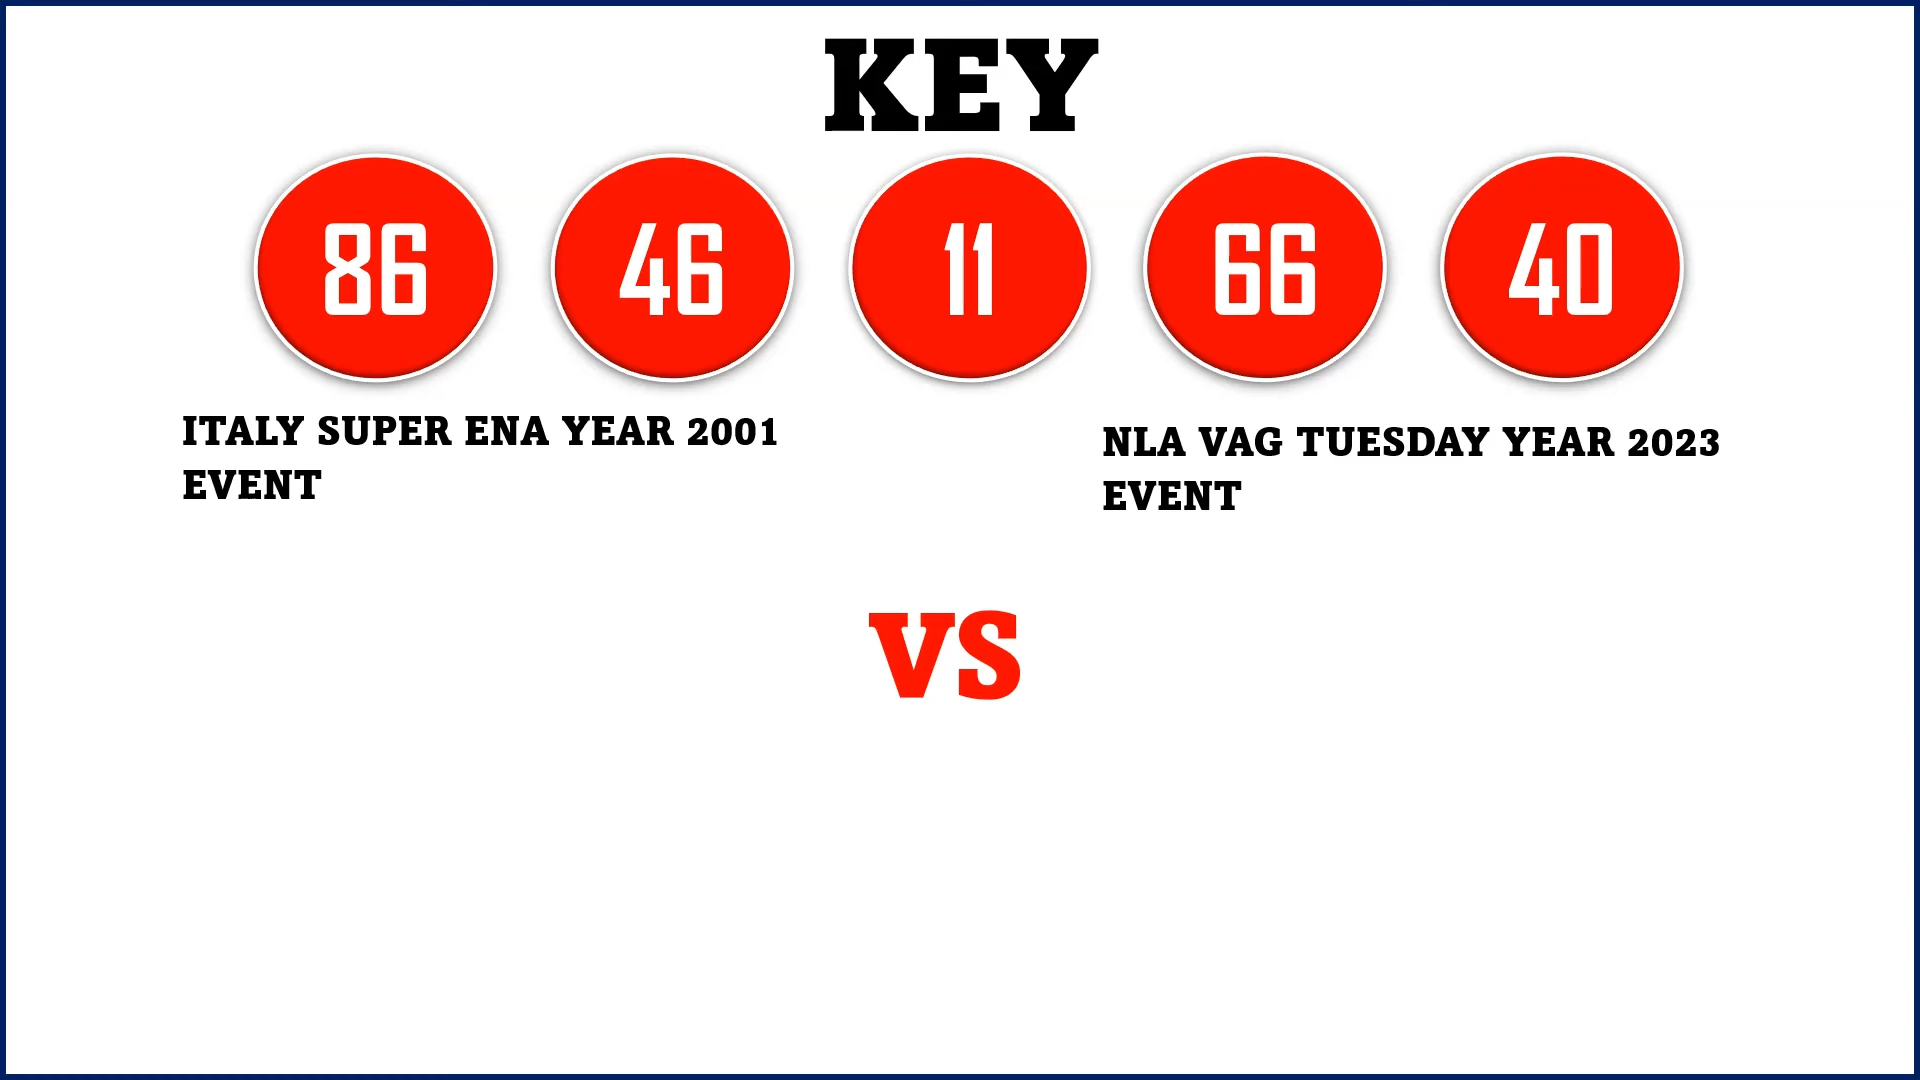 KEY
86 46 11 66 40
ITALY SUPER ENA YEAR 2001
EVENT
NLA VAG TUESDAY YEAR 2023
EVENT
VS